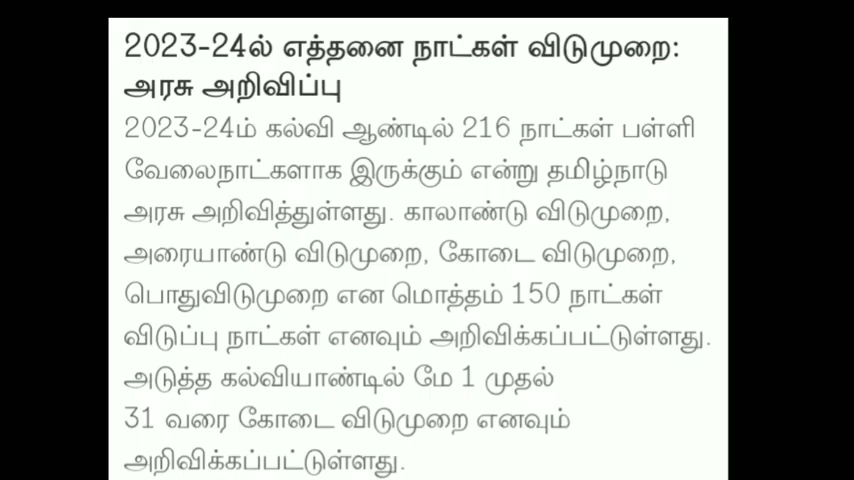 2023-24ல் எத்தனை நாட்கள் விடுமுறை:
அரசு அறிவிப்பு
2023-24ம் கல்வி ஆண்டில் 216 நாட்கள் பள்ளி
வேலைநாட்களாக இருக்கும் என்று தமிழ்நாடு
அரசு அறிவித்துள்ளது. காலாண்டு விடுமுறை,
அரையாண்டு விடுமுறை, கோடை விடுமுறை,
பொதுவிடுமுறை என மொத்தம் 150 நாட்கள்
விடுப்பு நாட்கள் எனவும் அறிவிக்கப்பட்டுள்ளது.
அடுத்த கல்வியாண்டில் மே 1 முதல்
31 வரை கோடை விடுமுறை எனவும்
அறிவிக்கப்பட்டுள்ளது.